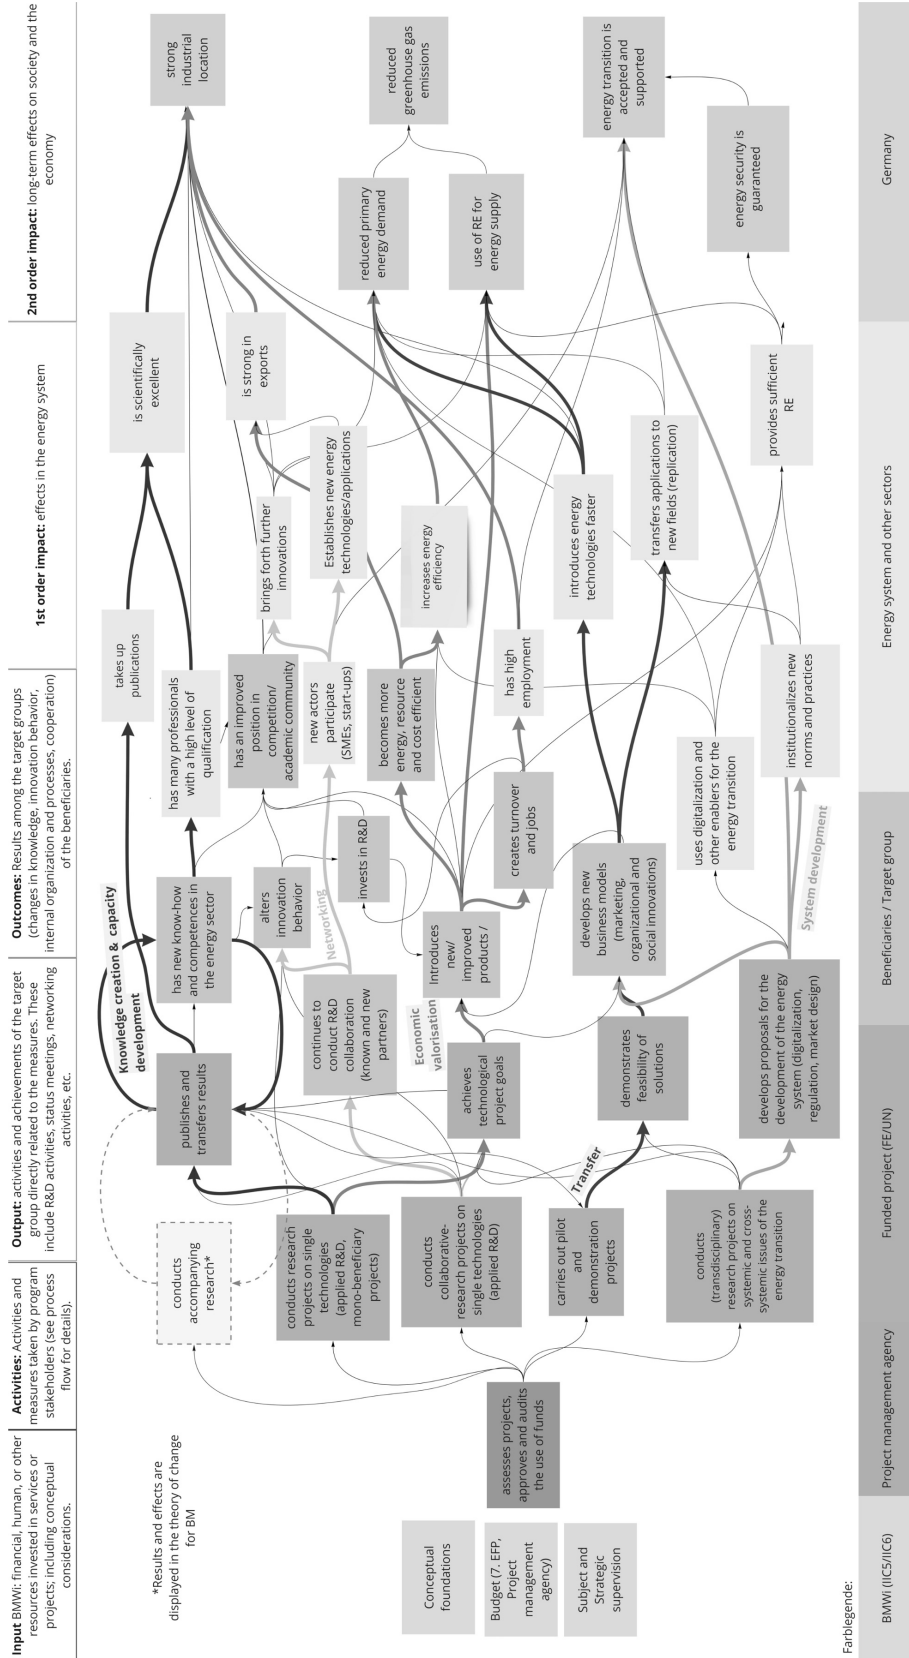 Input BMWi: financial, human, or other
resources invested in services or
projects; including conceptual
considerations.
Activities: Activities and
measures taken by program
stakeholders (see process
flow for details).
Output: activities and achievements of the target
group directly related to the measures. These
include R&D activities, status meetings, networking
activities, etc.
Outcomes: Results among the target groups
(changes in knowledge, innovation behavior,
internal organization and processes, cooperation)
of the beneficiaries.
1st order impact: effects in the energy system
2nd order impact: long-term effects on society and the
economy
*Results and effects are
displayed in the theory of change
for BM
Conceptual
foundations
Budget (7. EFP,
Project
management
agency)
Subject and
Strategic
supervision
assesses projects,
approves and audits
the use of funds
conducts
accompanying
research*
conducts research
projects on single
technologies
(applied R&D,
mono-beneficiary
projects)
conducts
collaborative-
research projects on
single technologies
(applied R&D)
carries out pilot
and
demonstration
projects
conducts
(transdisciplinary)
research projects on
systemic and cross-
systemic issues of the
energy transition
Transfer
publishes and
transfers results
achieves
technological
project goals
demonstrates
feasibility of
solutions
develops proposals for the
development of the energy
system (digitalization,
regulation, market design)
Knowledge creation & capacity
development
continues to
conduct R&D
collaboration
(known and new
partners)
Economic
valorisation
Networking
has new know-how
and competences in
the energy sector
alters
innovation
behavior
invests in R&D
Introduces
new/
improved
products /
creates turnover
and jobs
develops new
business models
(marketing,
organizational and
social innovations)
System development
takes up
publications
has many professionals
with a high level of
qualification
has an improved
position in
competition/
academic community
new actors
participate
(SMEs, start-ups)
becomes more
energy, resource
and cost efficient
has high
employment
uses digitalization and
other enablers for the
energy transition
institutionalizes new
norms and practices
is scientifically
excellent
is strong in
exports
brings forth further
innovations
Establishes new energy
technologies/applications
increases energy
efficiency
introduces energy
technologies faster
transfers applications to
new fields (replication)
provides sufficient
RE
strong
industrial
location
reduced primary
energy demand
reduced
greenhouse gas
emissions
use of RE for
energy supply
energy transition is
accepted and
supported
energy security is
guaranteed
Farblegende:
BMWi (IIC5/IIC6)
Project management agency
Funded project (FE/UN)
Beneficiaries / Target group
Energy system and other sectors
Germany